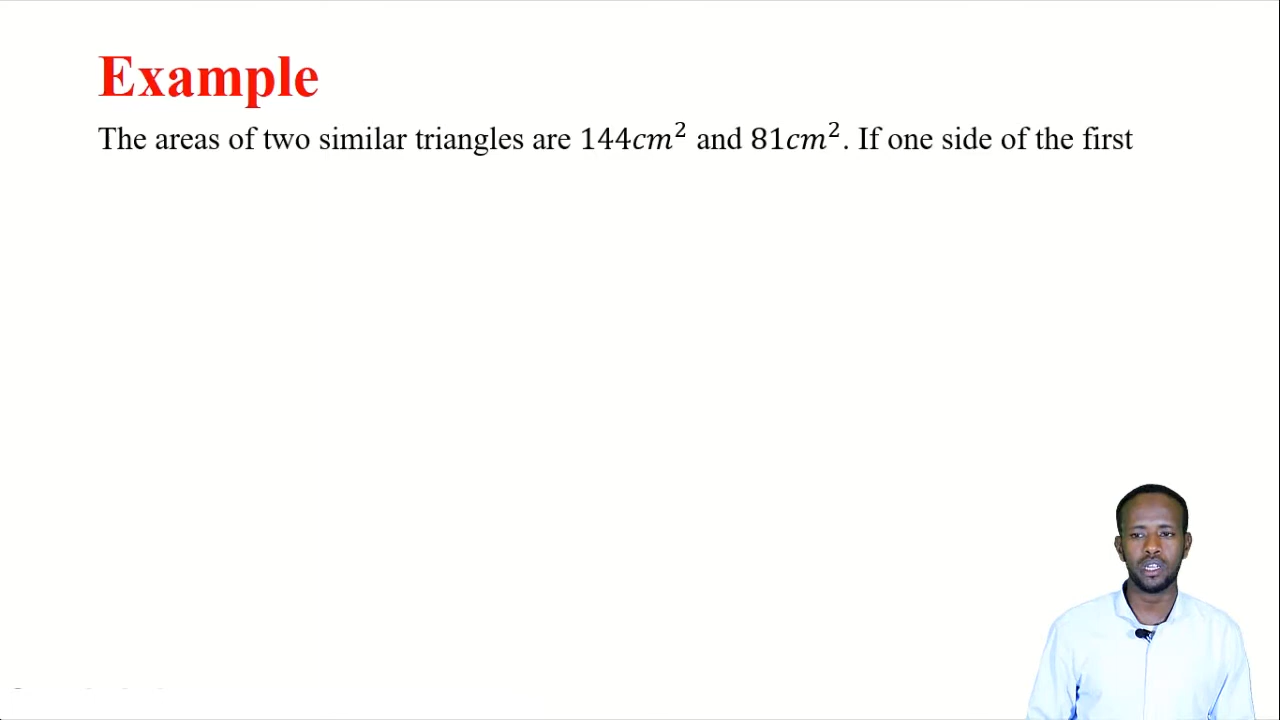 Example
The areas of two similar triangles are 144cm² and 81cm². If one side of the first